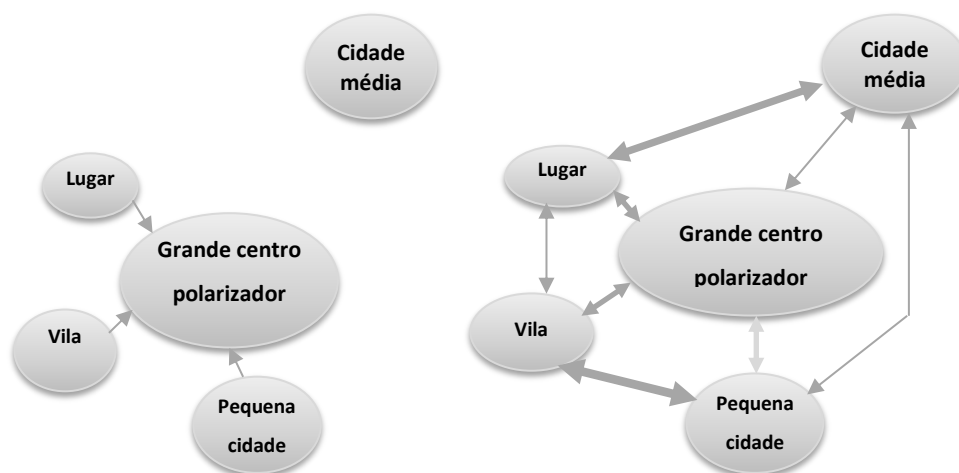 Cidade
média
Lugar
Grande centro
polarizador
Vila
Pequena
cidade
Cidade
média
Lugar
Grande centro
polarizador
Vila
Pequena
cidade